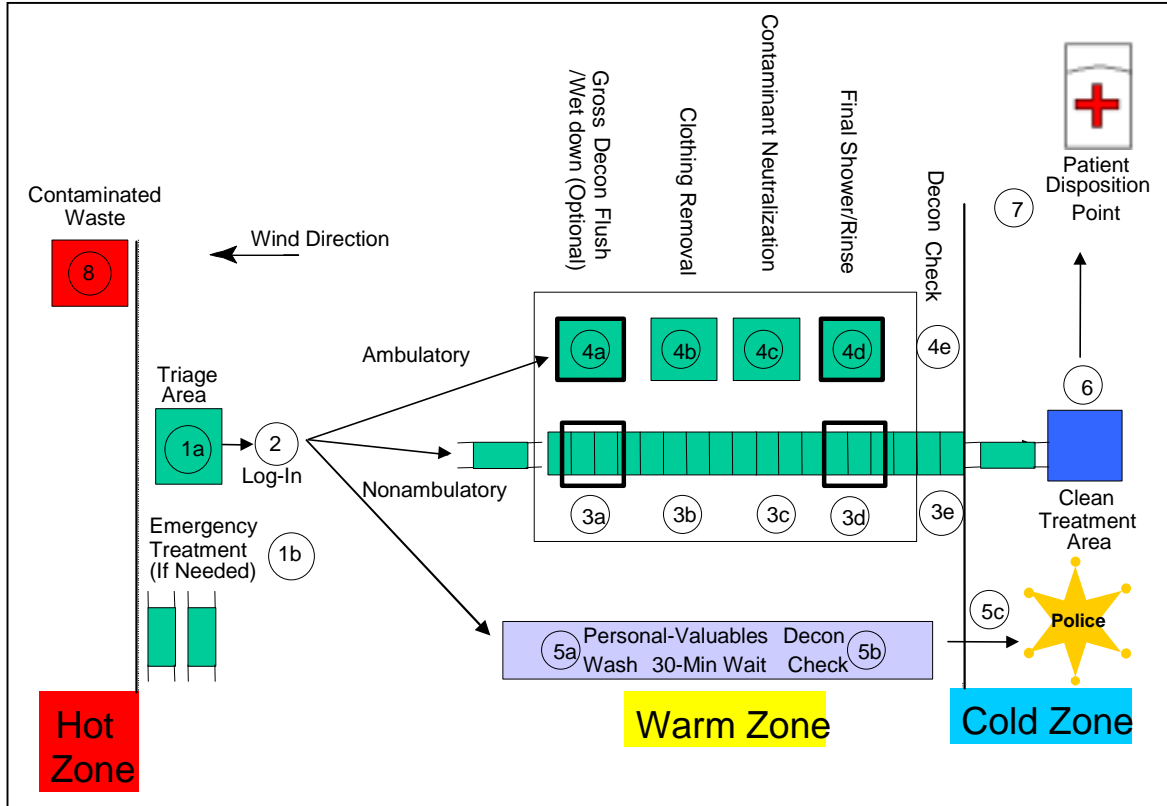 Gross Decon Flush
/Wet down (Optional)
Clothing Removal
Contaminant Neutralization
Final Shower/Rinse
Decon Check
Contaminated
Waste
8
Wind Direction
Patient
Disposition
Point
7
Ambulatory
4a
4b
4c
4d
4e
Triage
Area
1a
2
Log-In
Nonambulatory
3a
3b
3c
3d
3e
6
Clean
Treatment
Area
Emergency
Treatment
(If Needed)
1b
5a
Personal-Valuables Decon
Wash 30-Min Wait Check
5b
5c
Police
Hot
Zone
Warm Zone
Cold Zone